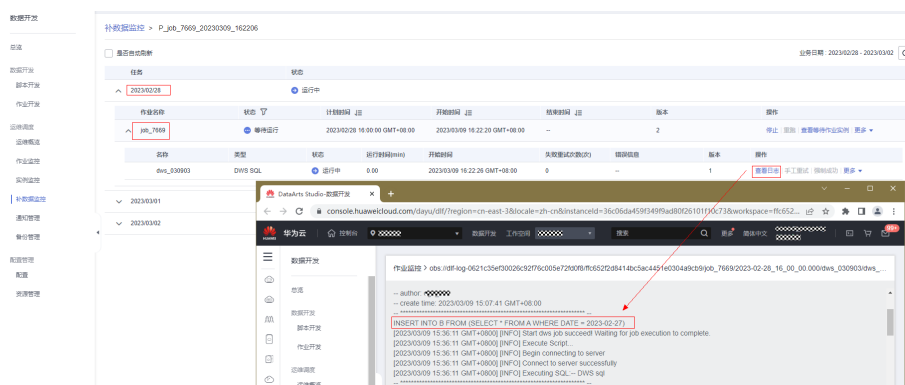 数据开发
总览
数据开发
脚本开发
作业开发
运维调度
运维概览
作业监控
实例监控
补数据监控
通知管理
备份管理
配置管理
配置
资源管理
补数据监控 > P_job_7669_20230309_162206
是否自动刷新
业务日期：2023/02/28 - 2023/03/02
任务 状态
2023/02/28 运行中
作业名称 状态 计划时间 开始时间 结束时间 版本 操作
job_7669 等待运行 2023/02/28 16:00:00 GMT+08:00 2023/03/09 16:22:20 GMT+08:00 -- 2 停止 重跑 查看等待作业实例 更多
名称 类型 状态 运行时间(min) 开始时间 失败重试次数(次) 错误信息 版本 操作
dws_030903 DWS SQL 运行中 0.00 2023/03/09 16:22:26 GMT+08:00 0 -- 1 查看日志 手工重试 强制成功 更多
2023/03/01
2023/03/02
DataArts Studio-数据开发
console.huaweicloud.com/dayu/dlf/?region=cn-east-3&locale=zh-cn&instanceId=36c06da459f349f9ad80f26101f10c73&workspace=ffc652...
HUAWEI 华为云 控制台 数据开发 工作空间 搜索 更多 简体中文 99+
数据开发
总览
数据开发
脚本开发
作业开发
运维调度
运维概览
作业监控 > obs://dlf-log-0621c35ef30026c92f76c005e72fd0f8/ffc652f2d8414bc5ac4451e0304a9cb9/job_7669/2023-02-28_16_00_00.000/dws_030903/dws_...
-- author:
-- create time: 2023/03/09 15:07:41 GMT+08:00
INSERT INTO B FROM (SELECT * FROM A WHERE DATE = 2023-02-27)
[2023/03/09 15:36:11 GMT+0800] [INFO] Start dws job succeed! Waiting for job execution to complete.
[2023/03/09 15:36:11 GMT+0800] [INFO] Execute Script...
[2023/03/09 15:36:11 GMT+0800] [INFO] Begin connecting to server
[2023/03/09 15:36:11 GMT+0800] [INFO] Connect to server successfully
[2023/03/09 15:36:11 GMT+0800] [INFO] Executing SQL:-- DWS sql